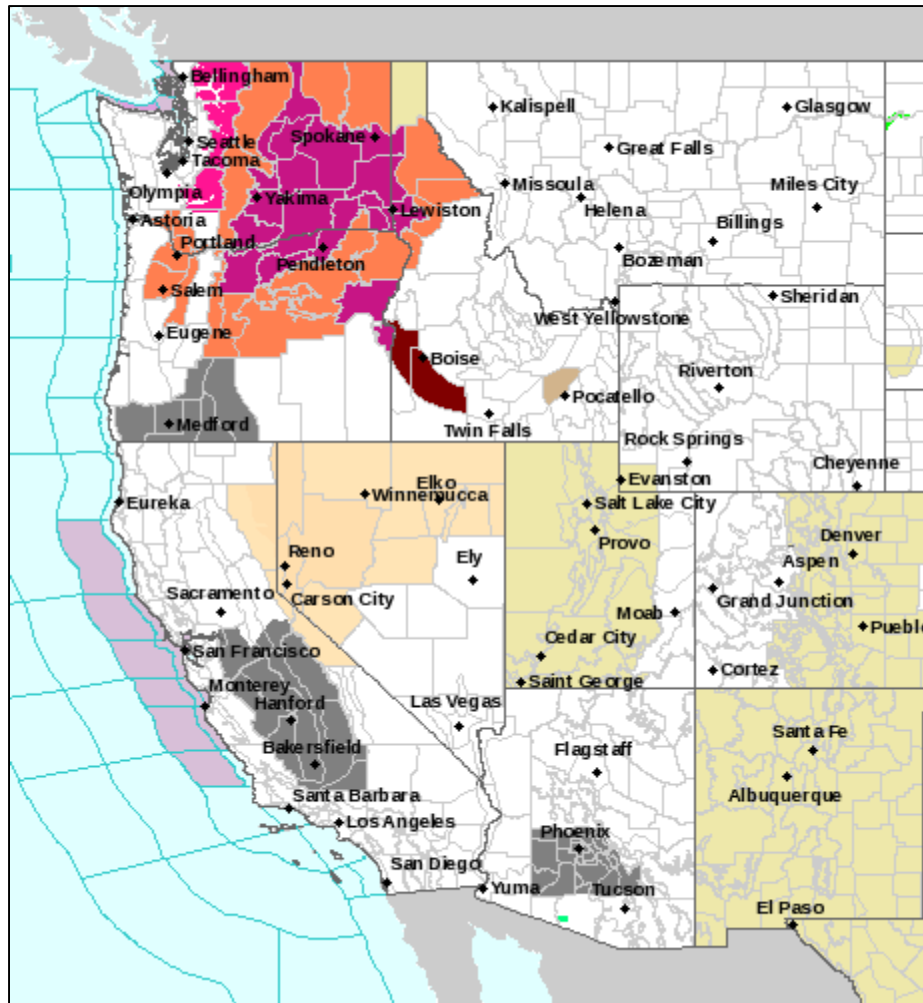 Bellingham
Kalispell
Glasgow
Spokane
Seattle
Great Falls
Tacoma
Missoula
Miles City
Olympia
Yakima
Helena
Lewiston
Astoria
Billings
Portland
Bozeman
Pendleton
Salem
Sheridan
West Yellowstone
Eugene
Boise
Riverton
Pocatello
Medford
Twin Falls
Rock Springs
Cheyenne
Elko
Evanston
Winnemucca
Eureka
Salt Lake City
Denver
Provo
Reno
Ely
Aspen
Sacramento
Carson City
Grand Junction
Moab
Pueblo
Cedar City
San Francisco
Cortez
Saint George
Monterey
Hanford
Las Vegas
Santa Fe
Bakersfield
Flagstaff
Albuquerque
Santa Barbara
Los Angeles
Phoenix
San Diego
Yuma
Tucson
El Paso